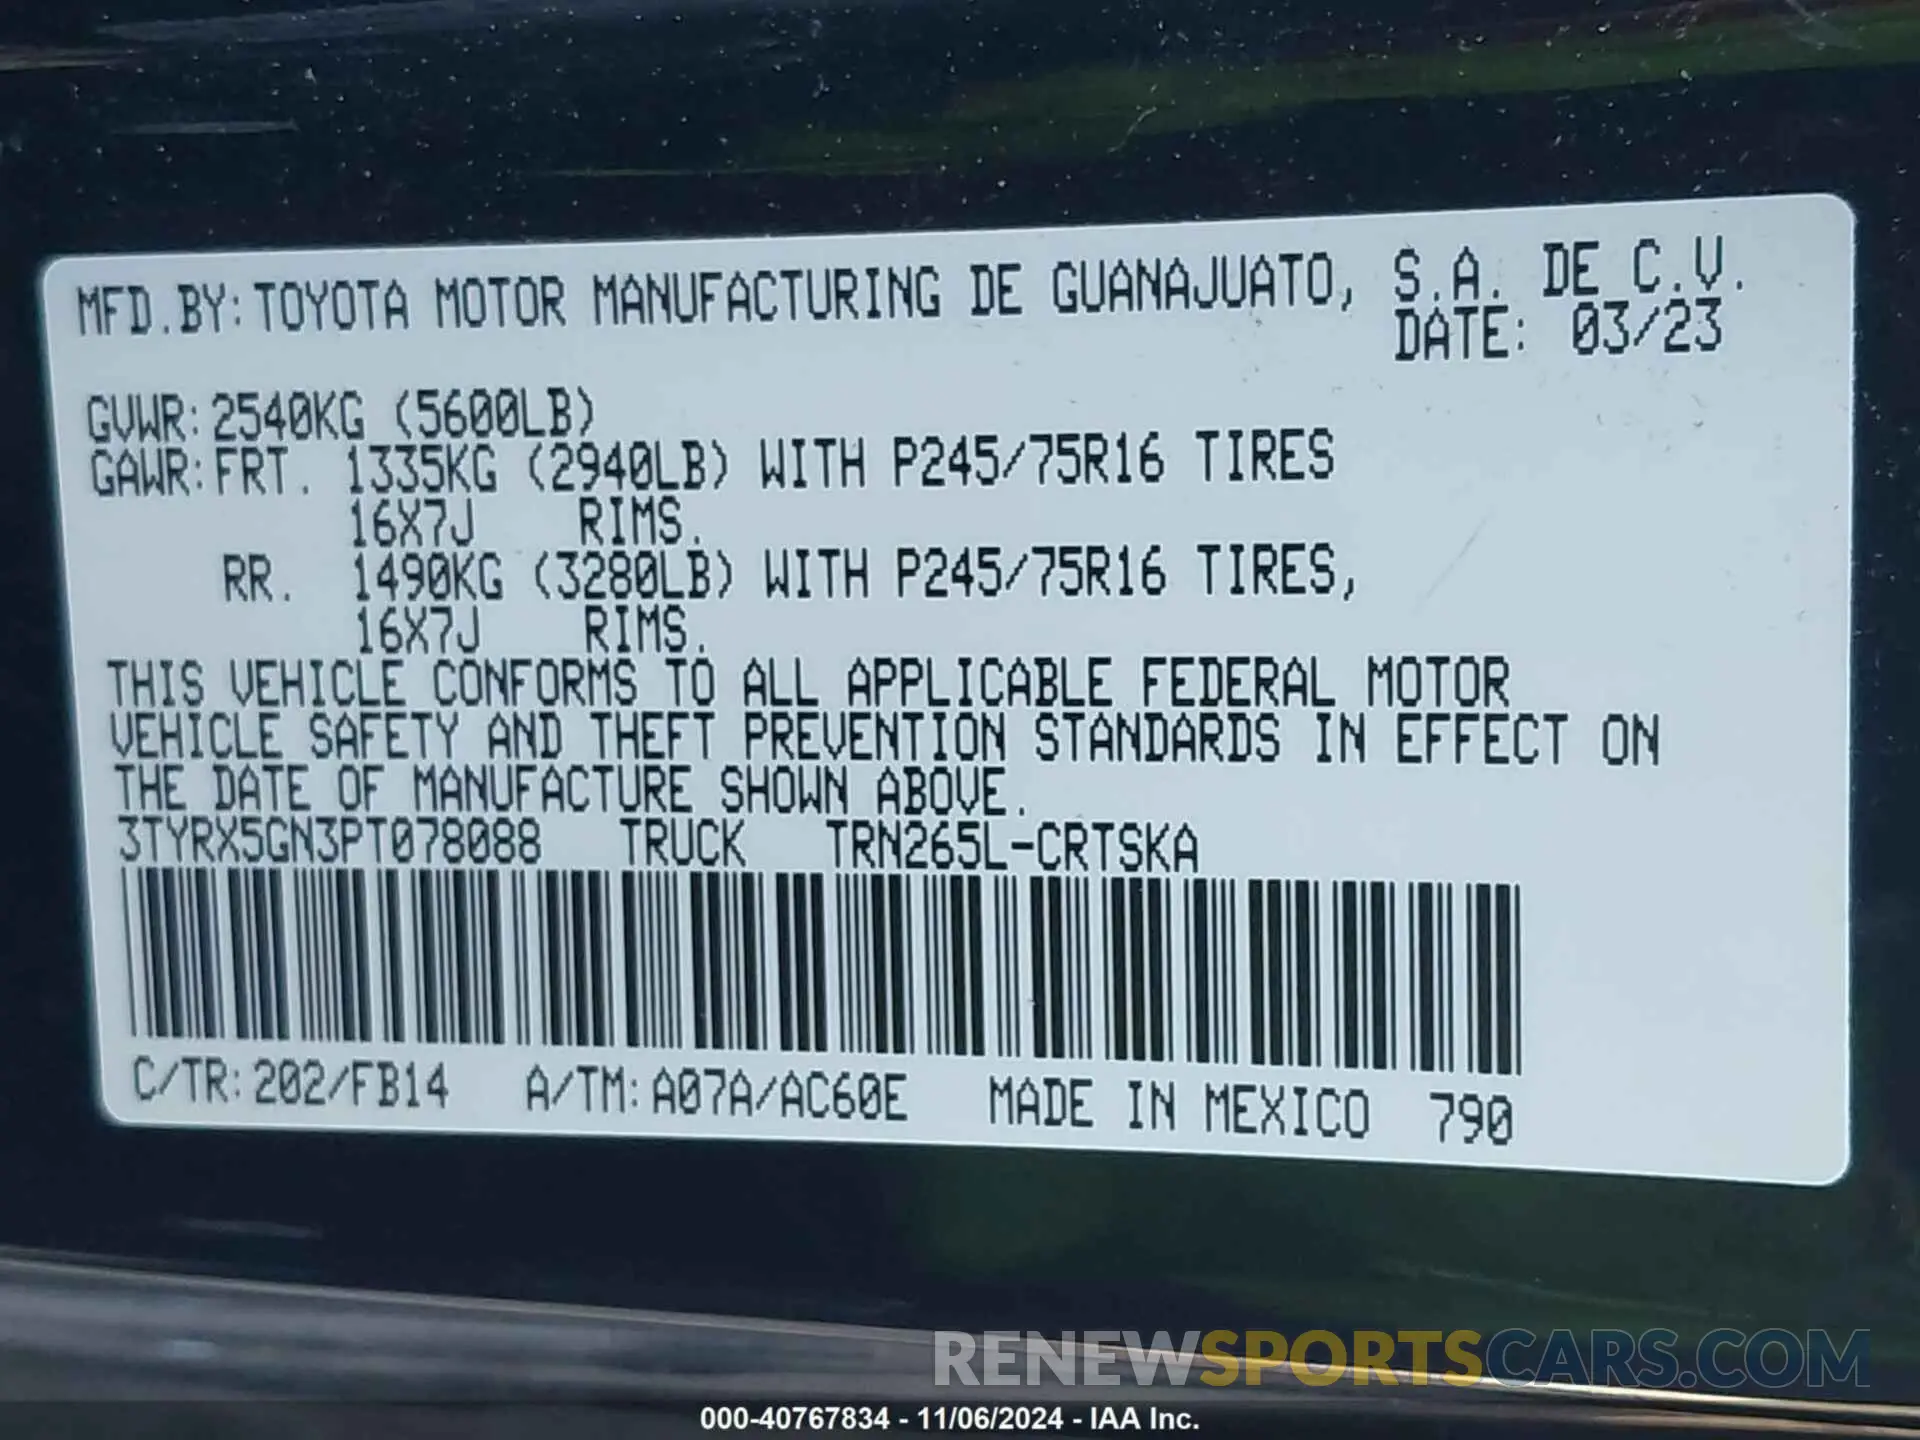 MFD.BY: TOYOTA MOTOR MANUFACTURING DE GUANAJUATO, S.A. DE C.V.
DATE: 03/23
GVWR: 2540KG (5600LB)
GAWR: FRT. 1335KG (2940LB) WITH P245/75R16 TIRES
16X7J RIMS.
RR. 1490KG (3280LB) WITH P245/75R16 TIRES,
16X7J RIMS.
THIS VEHICLE CONFORMS TO ALL APPLICABLE FEDERAL MOTOR
VEHICLE SAFETY AND THEFT PREVENTION STANDARDS IN EFFECT ON
THE DATE OF MANUFACTURE SHOWN ABOVE.
3TYRX5GN3PT078088 TRUCK TRN265L-CRTSKA
C/TR: 202/FB14 A/TM: A07A/AC60E MADE IN MEXICO 790
RENEWSPORTSCARS.COM
000-40767834 - 11/06/2024 - IAA Inc.